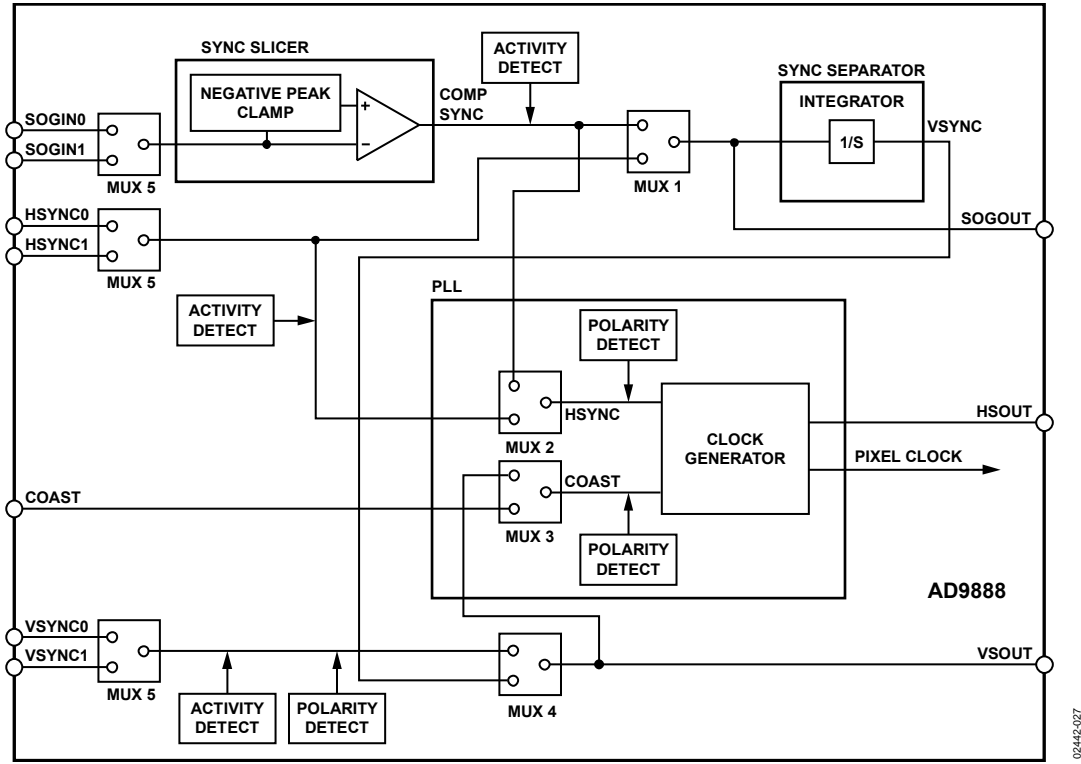 SYNC SLICER
ACTIVITY
DETECT
SYNC SEPARATOR
NEGATIVE PEAK
CLAMP
+
−
COMP
SYNC
INTEGRATOR
1/S
VSYNC
SOGIN0
SOGIN1
MUX 5
MUX 1
HSYNC0
HSYNC1
MUX 5
SOGOUT
PLL
ACTIVITY
DETECT
POLARITY
DETECT
HSYNC
MUX 2
CLOCK
GENERATOR
HSOUT
PIXEL CLOCK
COAST
COAST
MUX 3
POLARITY
DETECT
AD9888
VSYNC0
VSYNC1
MUX 5
ACTIVITY
DETECT
POLARITY
DETECT
MUX 4
VSOUT
02442-027